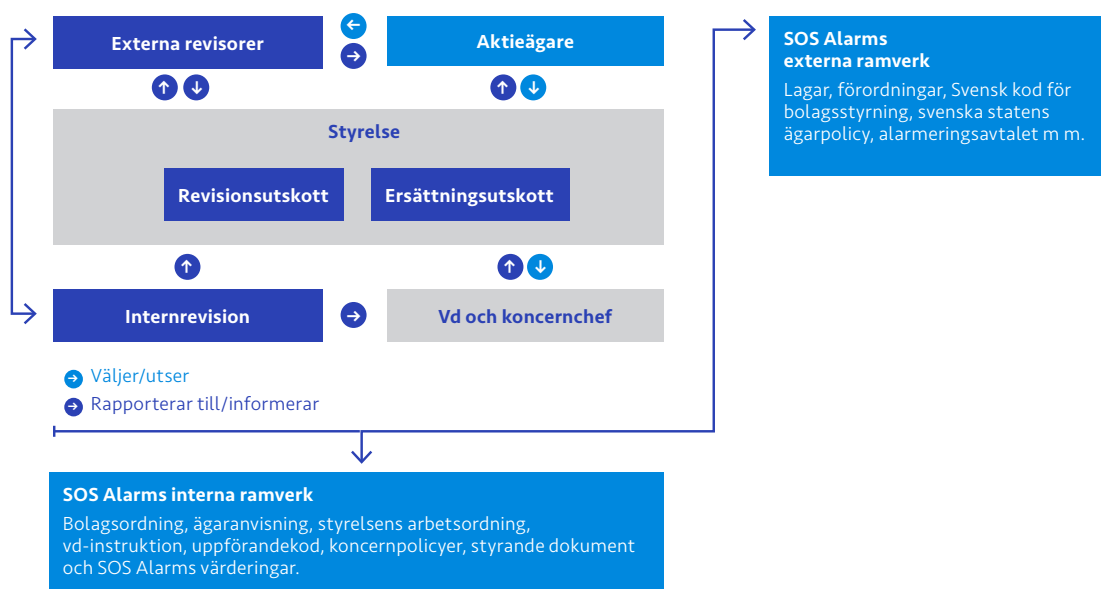 Externa revisorer
Aktieägare
Styrelse
Revisionsutskott
Ersättningsutskott
Internrevision
Vd och koncernchef
Väljer/utser
Rapporterar till/informerar
SOS Alarms
externa ramverk
Lagar, förordningar, Svensk kod för
bolagsstyrning, svenska statens
ägarpolicy, alarmeringsavtalet m m.
SOS Alarms interna ramverk
Bolagsordning, ägaranvisning, styrelsens arbetsordning,
vd-instruktion, uppförandekod, koncernpolicyer, styrande dokument
och SOS Alarms värderingar.